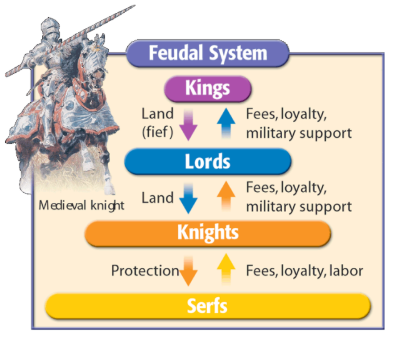 Feudal System
Kings
Land
(fief)
Fees, loyalty,
military support
Lords
Medieval knight
Land
Fees, loyalty,
military support
Knights
Protection
Fees, loyalty, labor
Serfs